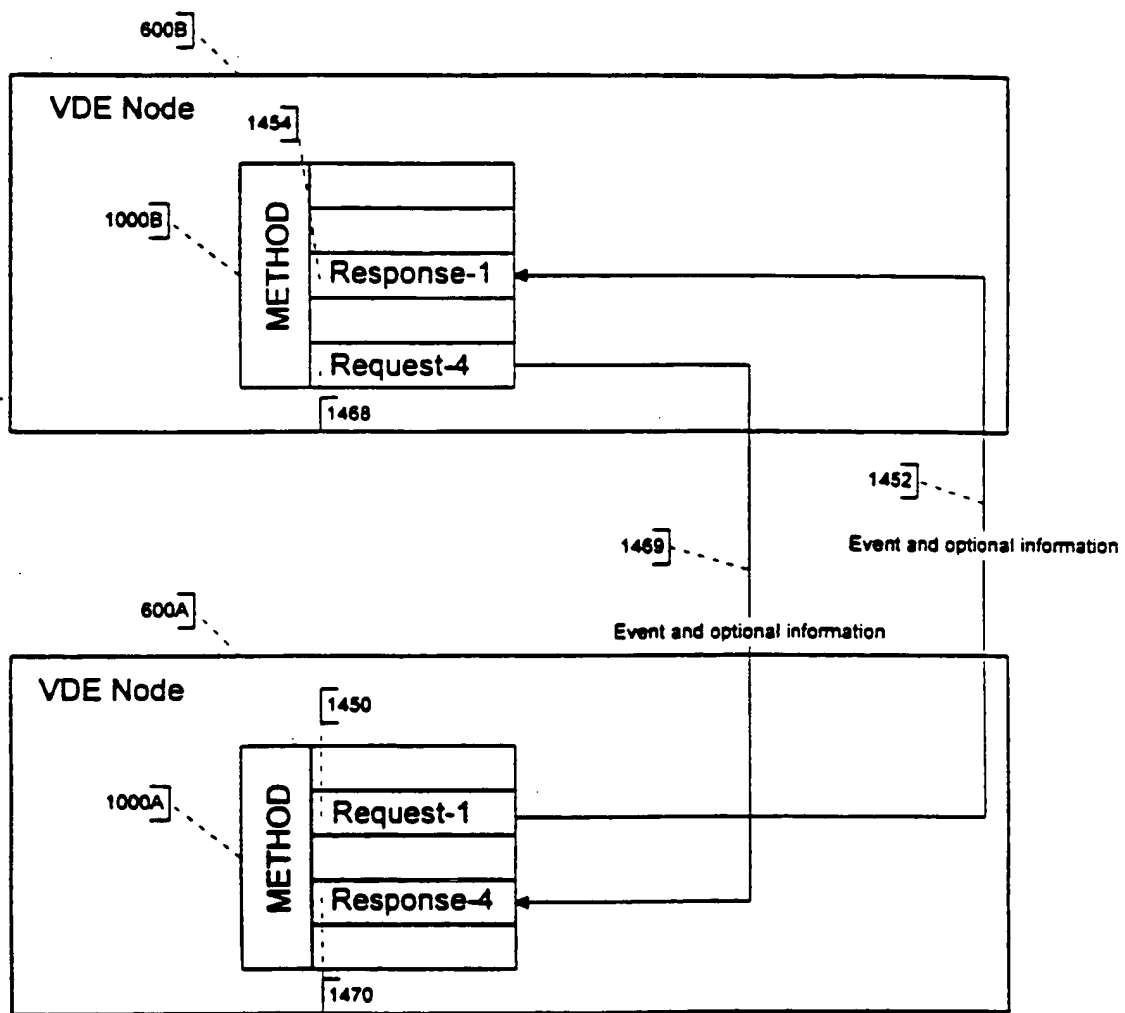 600B
VDE Node
1454
1000B
METHOD
Response-1
Request-4
1468
1452
1469
Event and optional information
600A
Event and optional information
VDE Node
1450
1000A
METHOD
Request-1
Response-4
1470